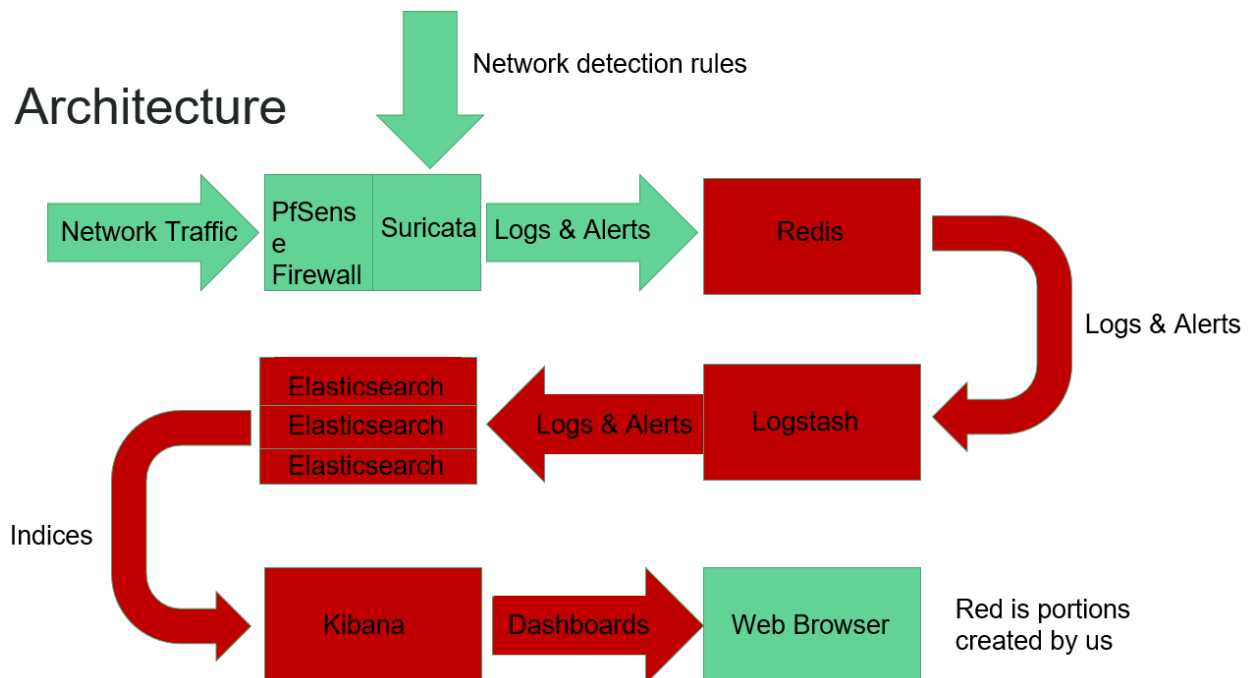 Network detection rules
Architecture
Network Traffic
PfSens
e
Firewall
Suricata
Logs & Alerts
Redis
Logs & Alerts
Elasticsearch
Elasticsearch
Elasticsearch
Logs & Alerts
Logstash
Indices
Kibana
Dashboards
Web Browser
Red is portions
created by us